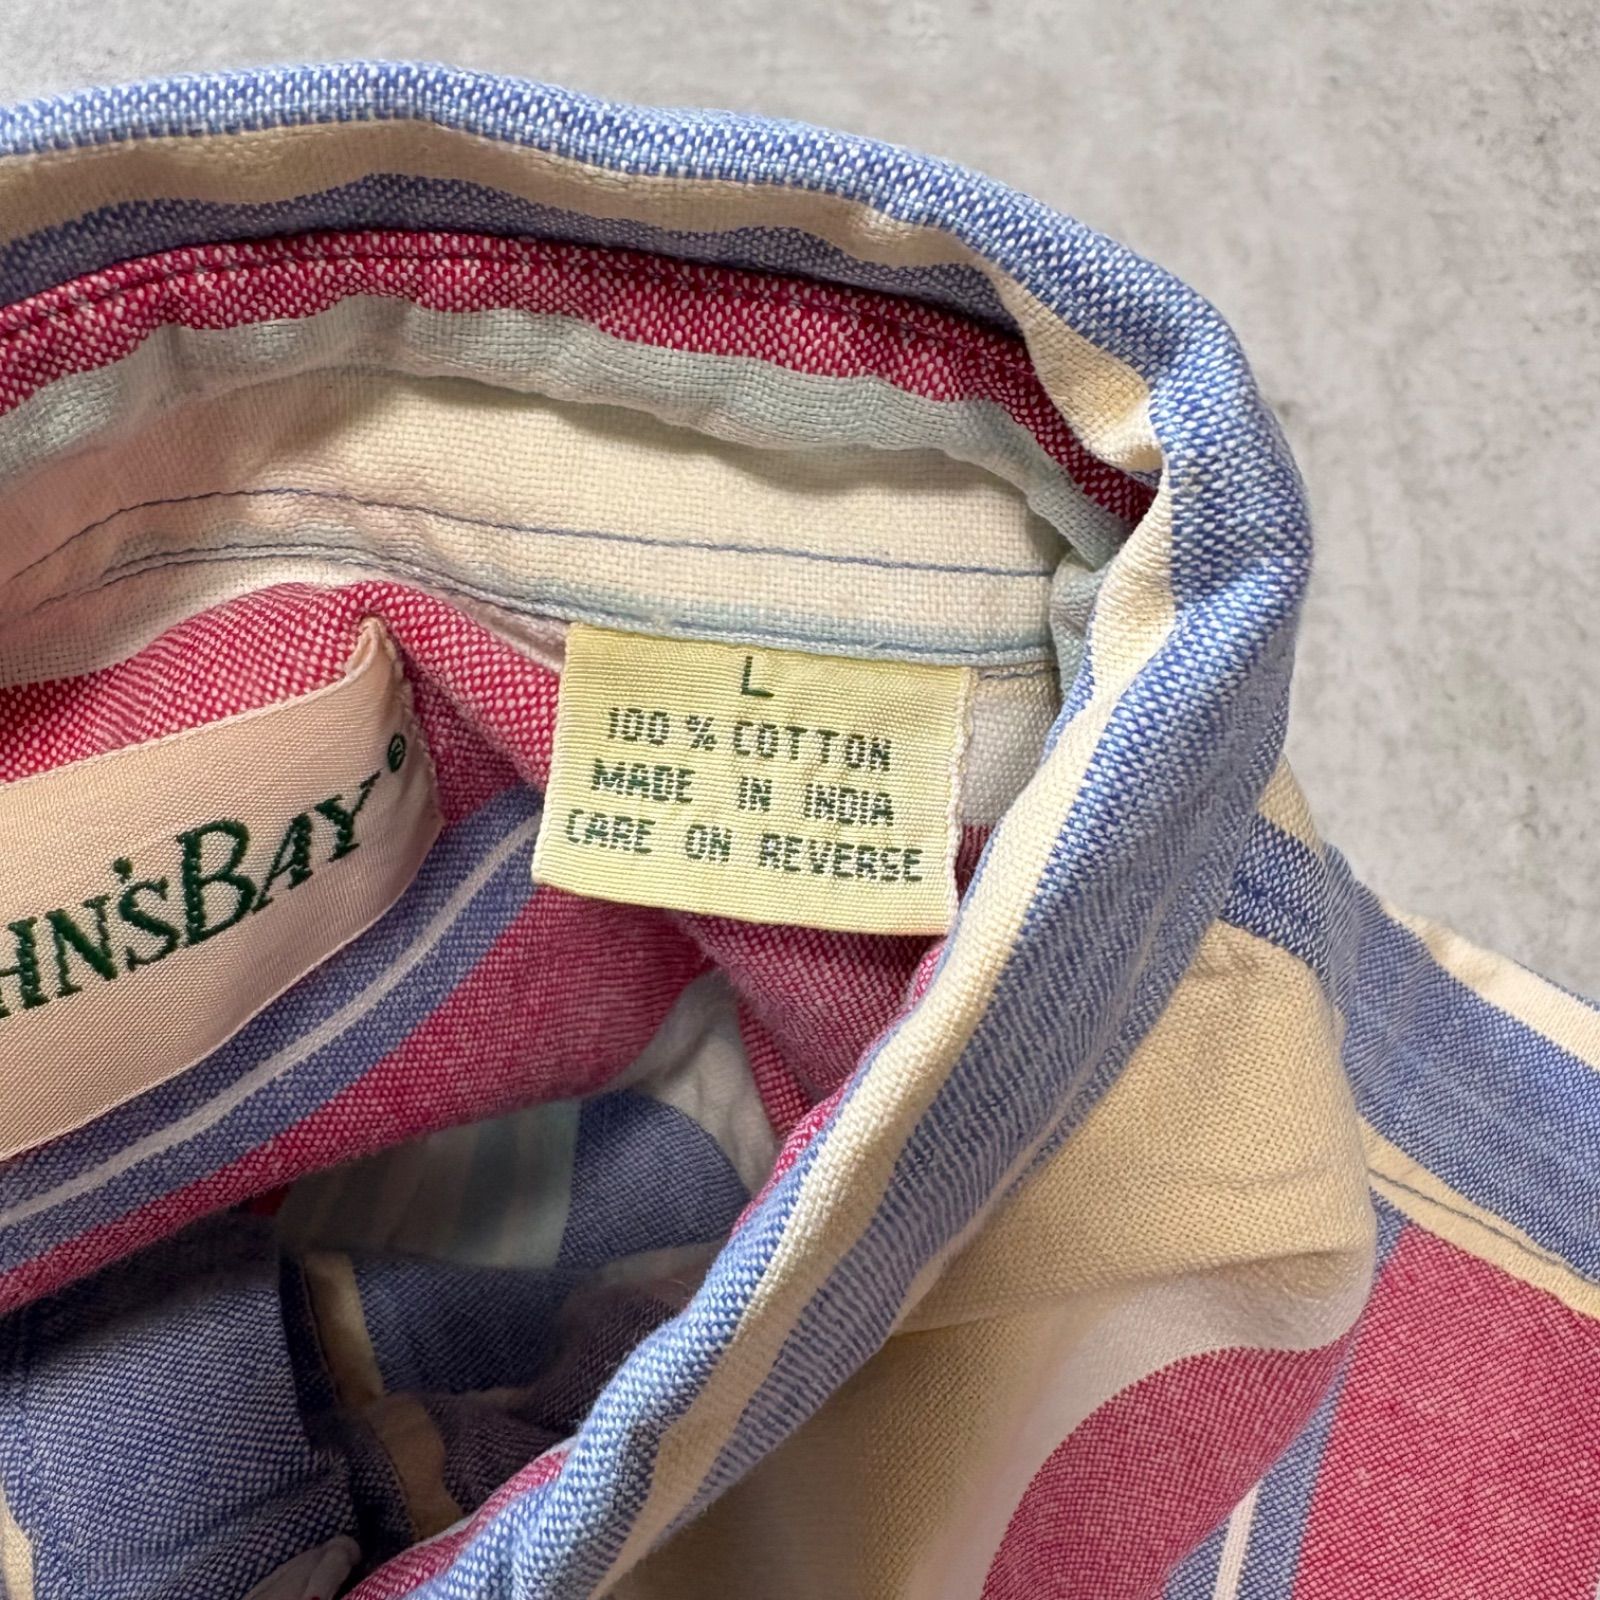 HN'SBAY®
L
100 % COTTON
MADE IN INDIA
CARE ON REVERSE